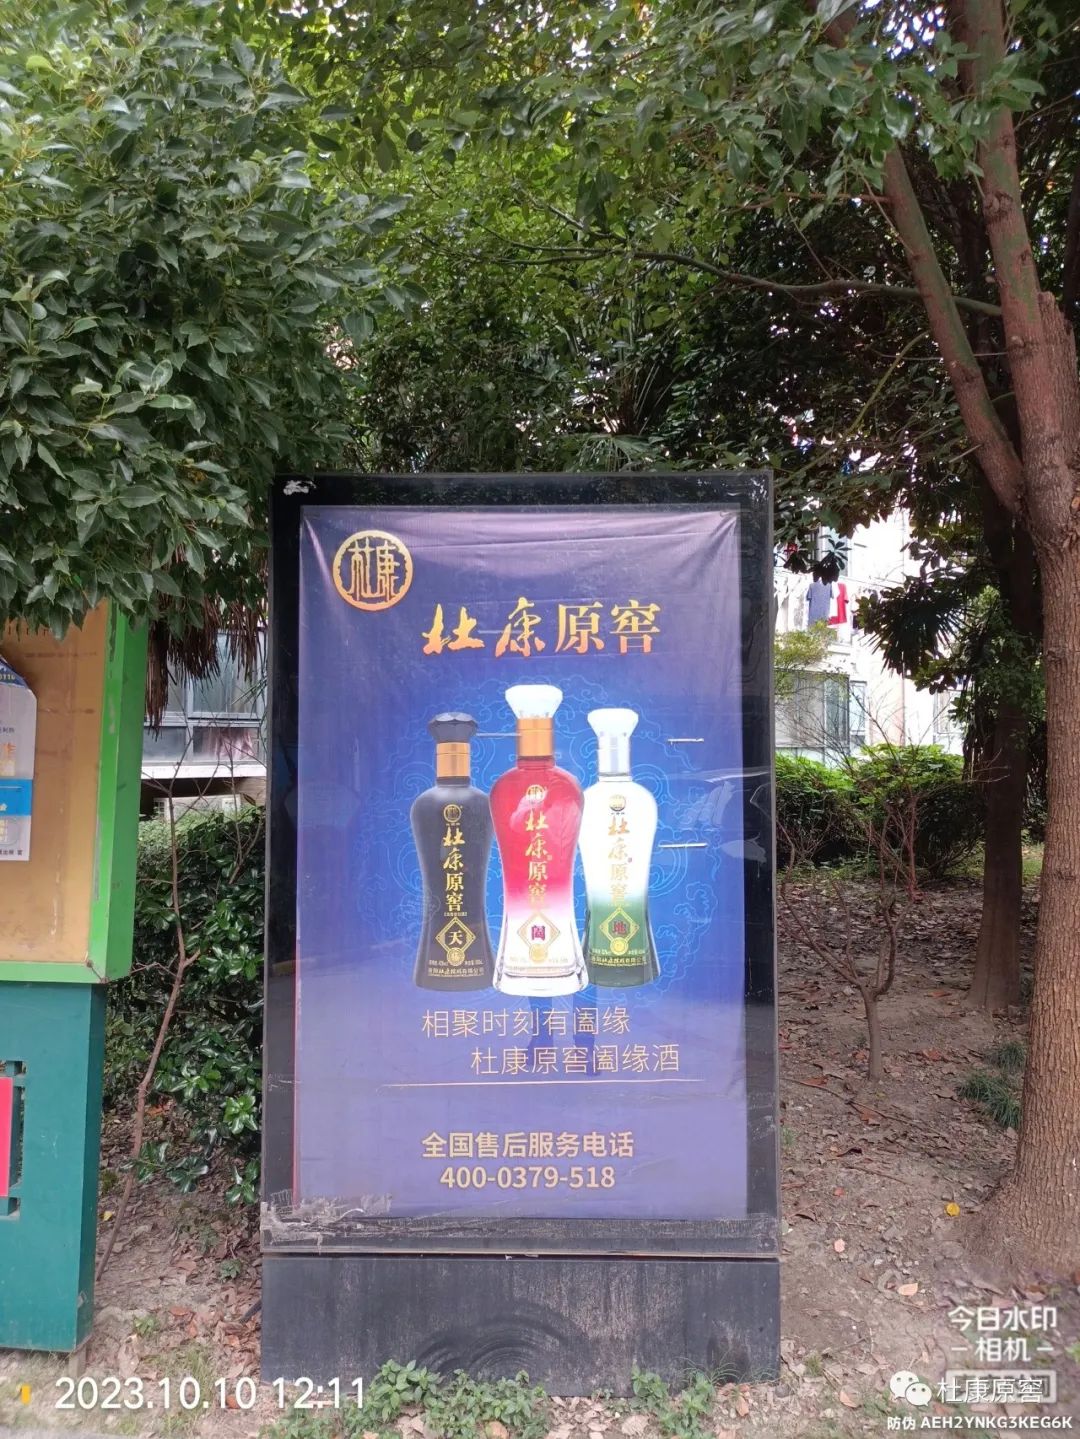 杜康
杜康原窖
杜康原窖
天
杜康原窖
阖
杜康原窖
地
相聚时刻有阖缘
杜康原窖阖缘酒
全国售后服务电话
400-0379-518
今日水印
相机
2023.10.10 12:11
杜康原窖
防伪 AEH2YNKG3KEG6K